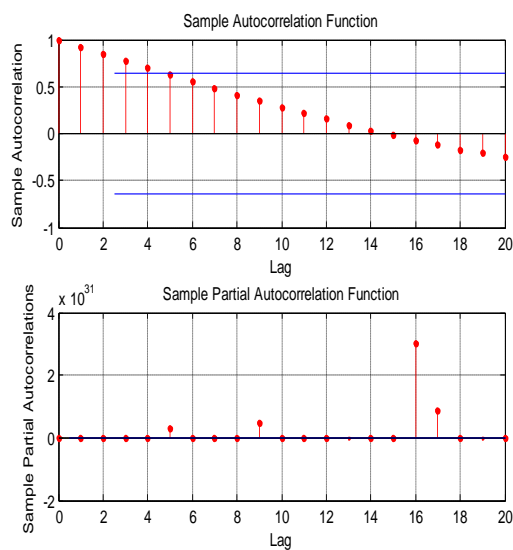 Sample Autocorrelation Function
Sample Autocorrelation
1
0.5
0
-0.5
-1
0 2 4 6 8 10 12 14 16 18 20
Lag
x 10^31
Sample Partial Autocorrelation Function
Sample Partial Autocorrelations
4
2
0
-2
0 2 4 6 8 10 12 14 16 18 20
Lag